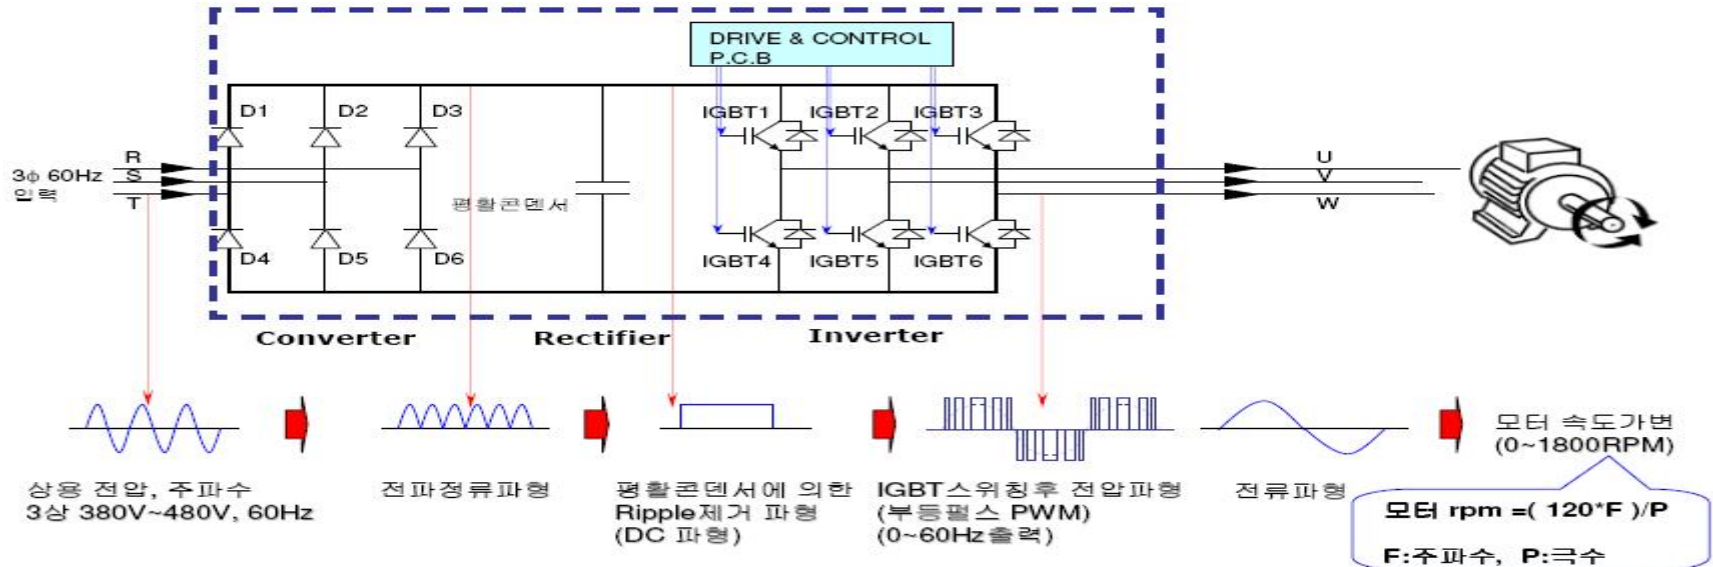 DRIVE & CONTROL
P.C.B
D1
D2
D3
IGBT1
IGBT2
IGBT3
3φ 60Hz
입력
R
S
T
평활콘덴서
U
V
W
D4
D5
D6
IGBT4
IGBT5
IGBT6
Converter
Rectifier
Inverter
상용 전압, 주파수
3상 380V~480V, 60Hz
전파정류파형
평활콘덴서에 의한
Ripple제거 파형
(DC 파형)
IGBT스위칭후 전압파형
(부등펄스 PWM)
(0~60Hz출력)
전류파형
모터 속도가변
(0~1800RPM)
모터 rpm =( 120*F )/P
F:주파수, P:극수